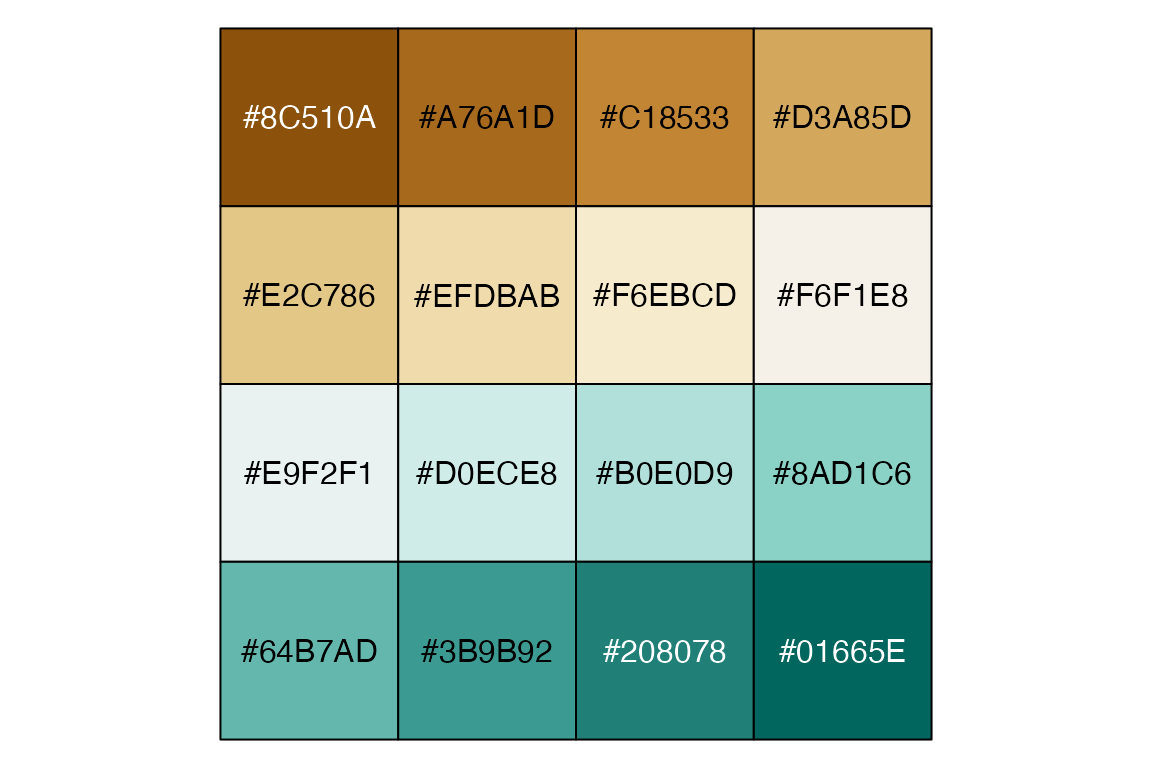 #8C510A #A76A1D #C18533 #D3A85D
#E2C786 #EFDBAB #F6EBCD #F6F1E8
#E9F2F1 #D0ECE8 #B0E0D9 #8AD1C6
#64B7AD #3B9B92 #208078 #01665E